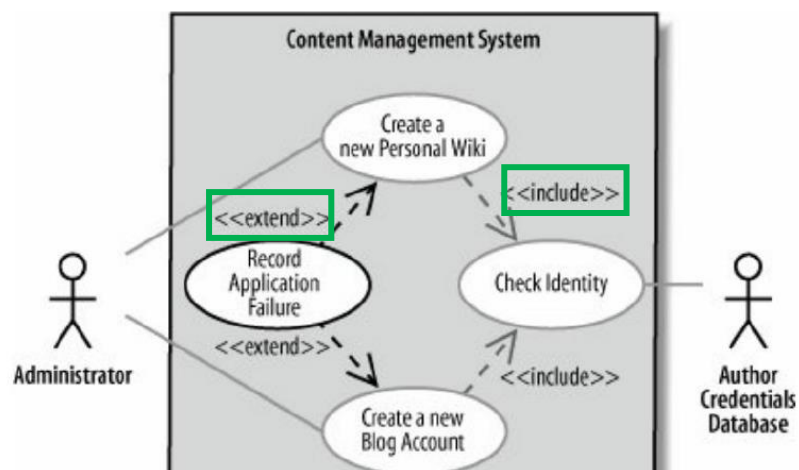 Content Management System
Create a
new Personal Wiki
<<include>>
<<extend>>
Record
Application
Failure
Check Identity
<<extend>>
Administrator
<<include>>
Author
Credentials
Database
Create a new
Blog Account